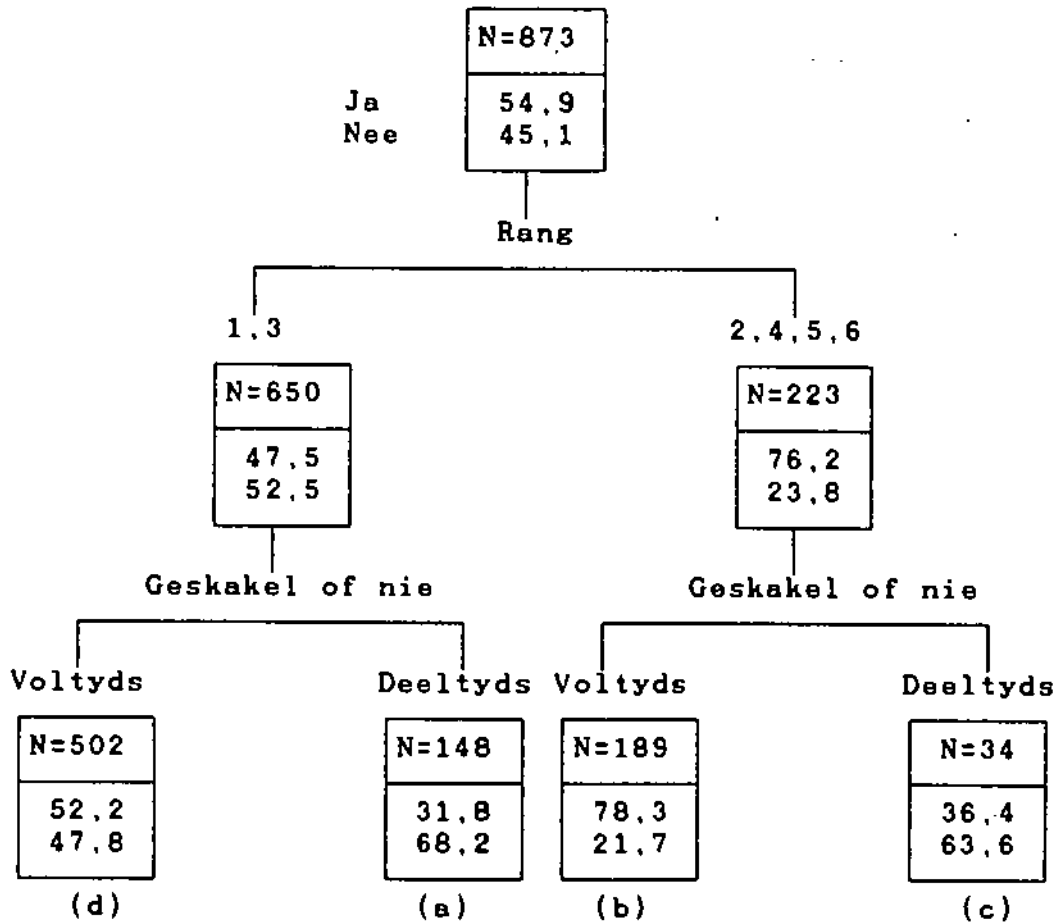 N=873
Ja 54,9
Nee 45,1
Rang
1,3 2,4,5,6
N=650 N=223
47,5 76,2
52,5 23,8
Geskakel of nie Geskakel of nie
Voltyds Deeltyds Voltyds Deeltyds
N=502 N=148 N=189 N=34
52,2 31,8 78,3 36,4
47,8 68,2 21,7 63,6
(d) (a) (b) (c)